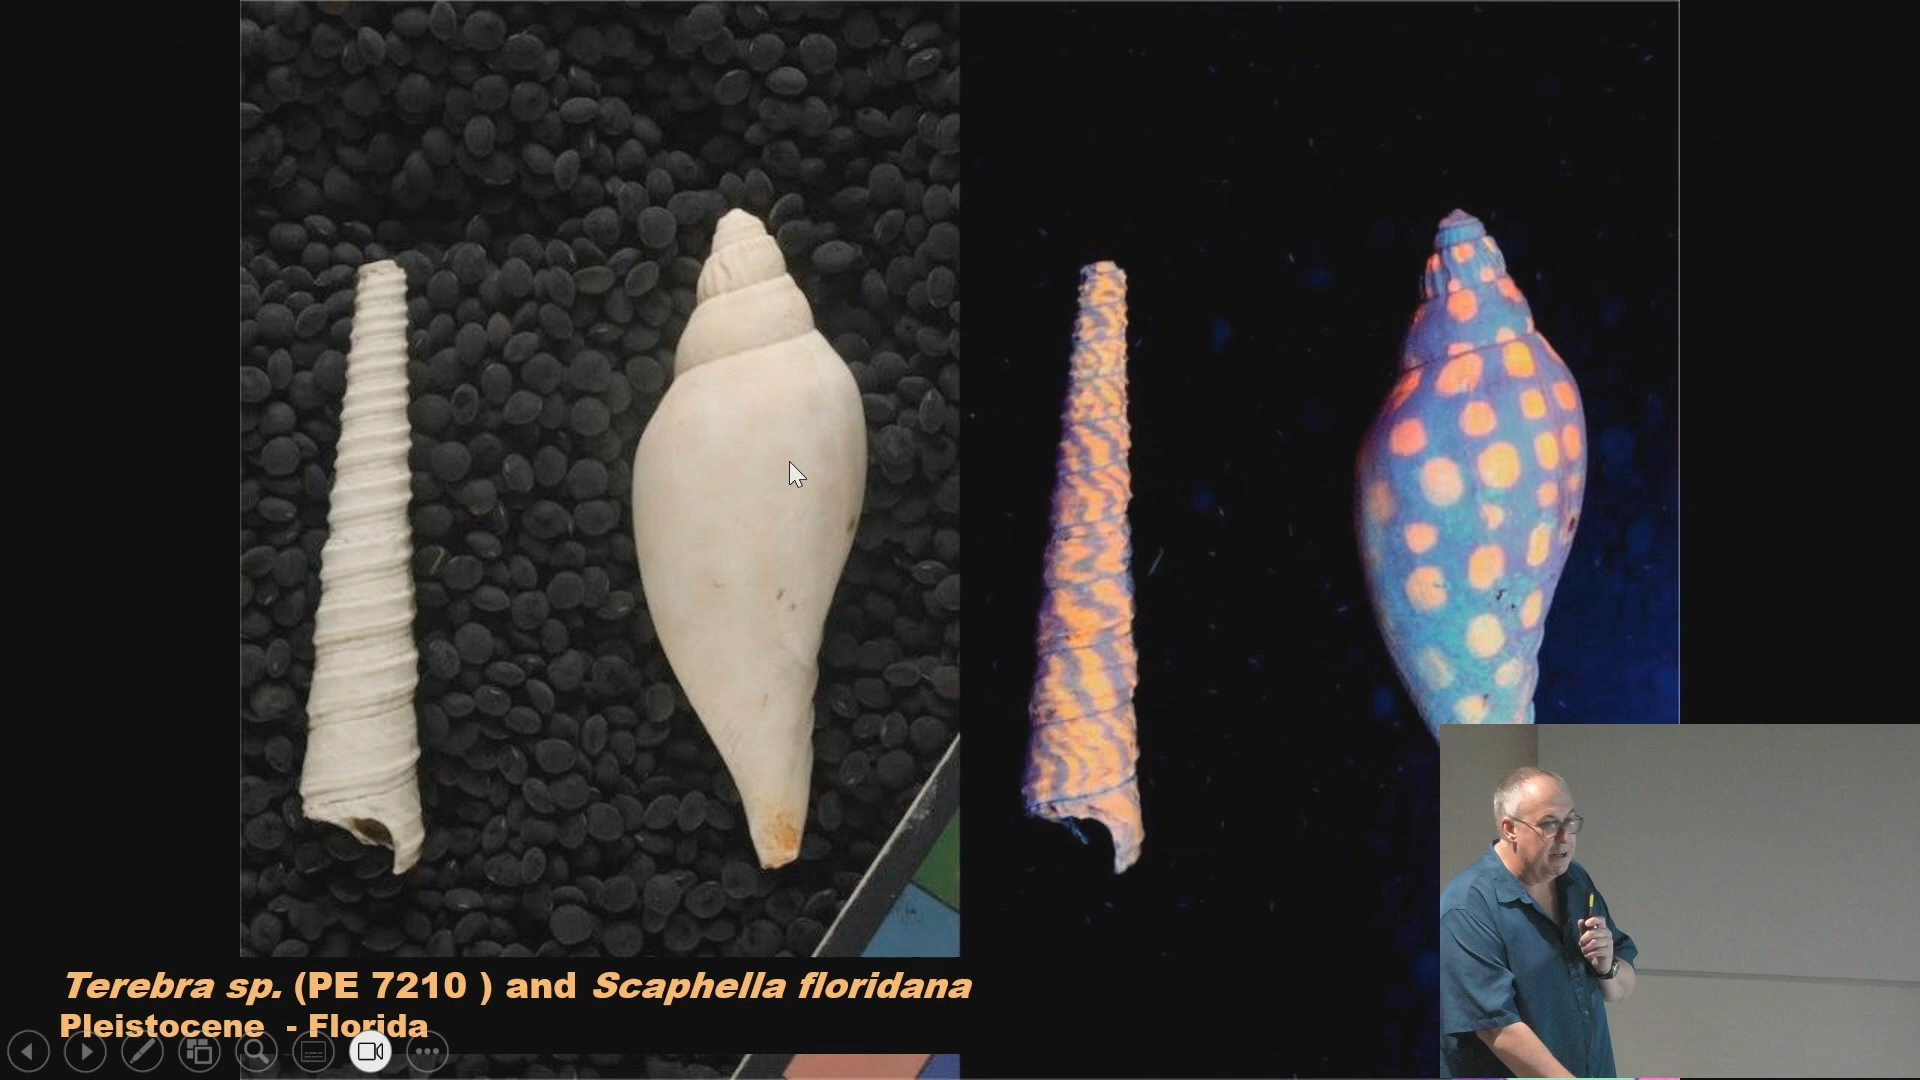 Terebra sp. (PE 7210 ) and Scaphella floridana
Pleistocene - Florida